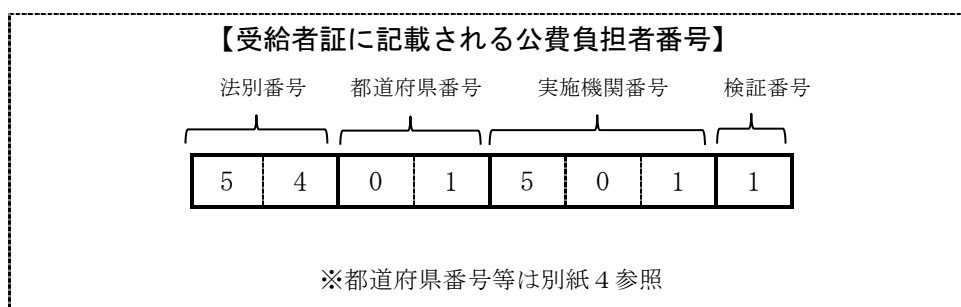 【受給者証に記載される公費負担者番号】
法別番号 都道府県番号 実施機関番号 検証番号
5 4 0 1 5 0 1 1
※都道府県番号等は別紙４参照